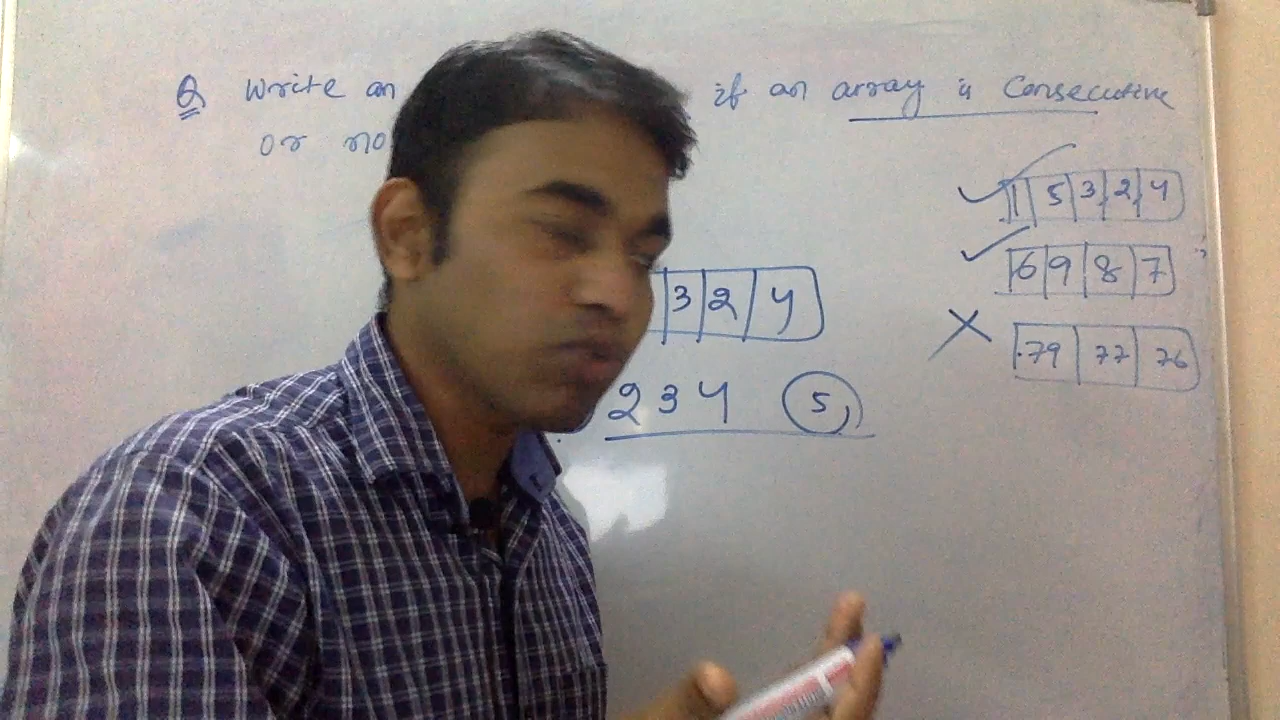 Q Write an if an array is Consecutive
or no
1 5 3 2 4
6 9 8 7
79 77 76
3 2 4
2 3 4 5